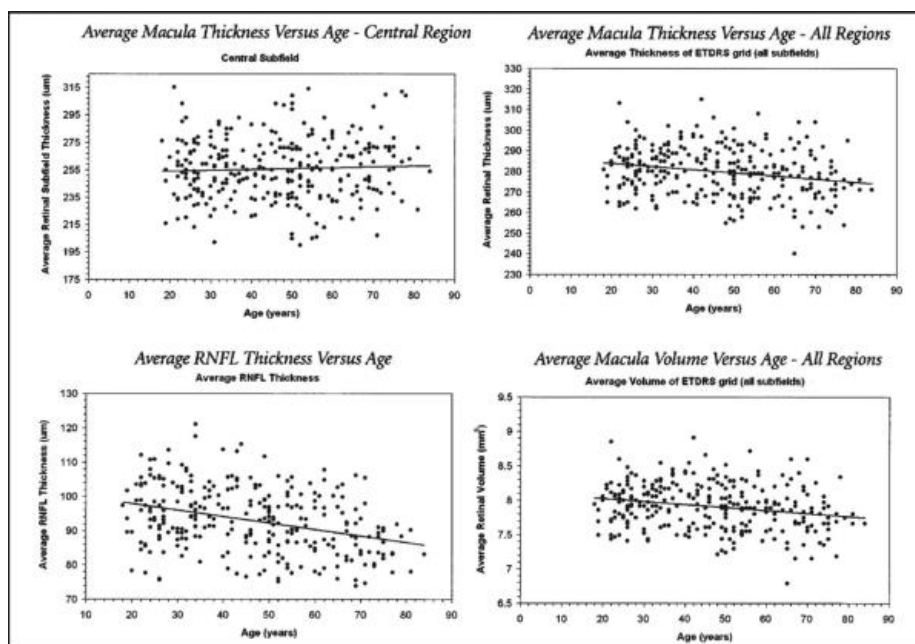 Average Macula Thickness Versus Age - Central Region
Central Subfield
Average Retinal Subfield Thickness (um)
315
295
275
255
235
215
195
175
0 10 20 30 40 50 60 70 80 90
Age (years)
Average Macula Thickness Versus Age - All Regions
Average Thickness of ETDRS grid (all subfields)
Average Retinal Thickness (um)
330
320
310
300
290
280
270
260
250
240
230
0 10 20 30 40 50 60 70 80 90
Age (years)
Average RNFL Thickness Versus Age
Average RNFL Thickness
Average RNFL Thickness (um)
130
120
110
100
90
80
70
10 20 30 40 50 60 70 80 90
Age (years)
Average Macula Volume Versus Age - All Regions
Average Volume of ETDRS grid (all subfields)
Average Retinal Volume (mm³)
9.5
9
8.5
8
7.5
7
6.5
0 10 20 30 40 50 60 70 80 90
Age (years)